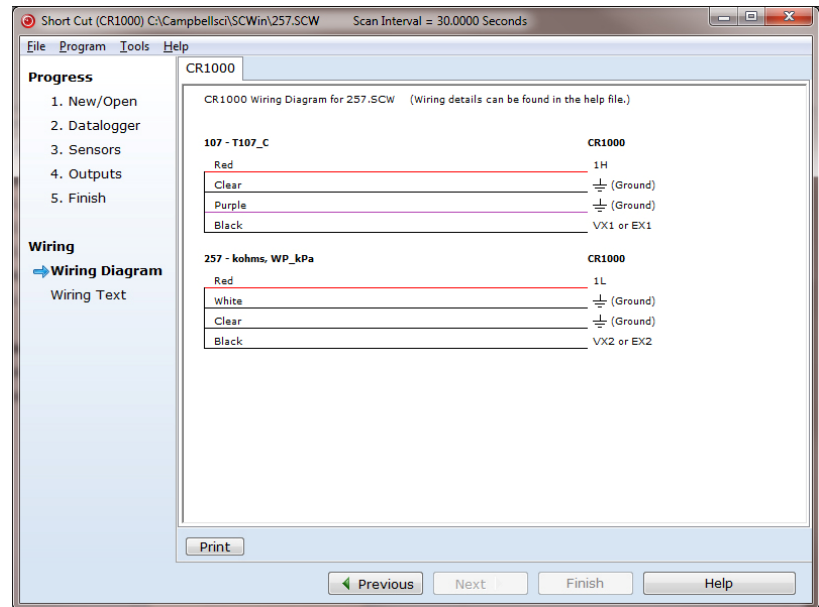 Short Cut (CR1000) C:\Campbellsci\SCWin\257.SCW Scan Interval = 30.0000 Seconds
File Program Tools Help
Progress
1. New/Open
2. Datalogger
3. Sensors
4. Outputs
5. Finish
Wiring
Wiring Diagram
Wiring Text
CR1000
CR1000 Wiring Diagram for 257.SCW (Wiring details can be found in the help file.)
107 - T107_C CR1000
Red 1H
Clear (Ground)
Purple (Ground)
Black VX1 or EX1
257 - kohms, WP_kPa CR1000
Red 1L
White (Ground)
Clear (Ground)
Black VX2 or EX2
Print
Previous Next Finish Help